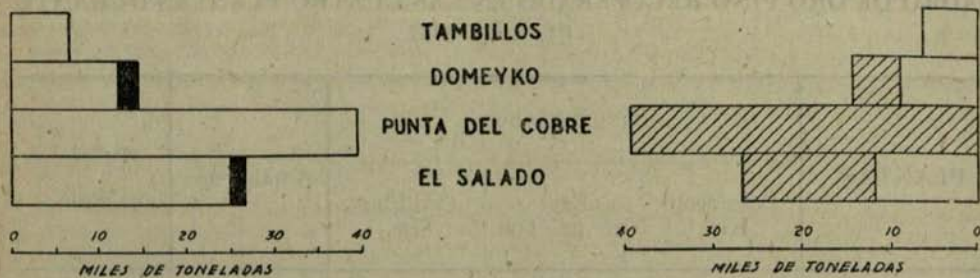 TAMBILLOS
DOMEYKO
PUNTA DEL COBRE
EL SALADO
0 10 20 30 40
MILES DE TONELADAS
40 30 20 10 0
MILES DE TONELADAS